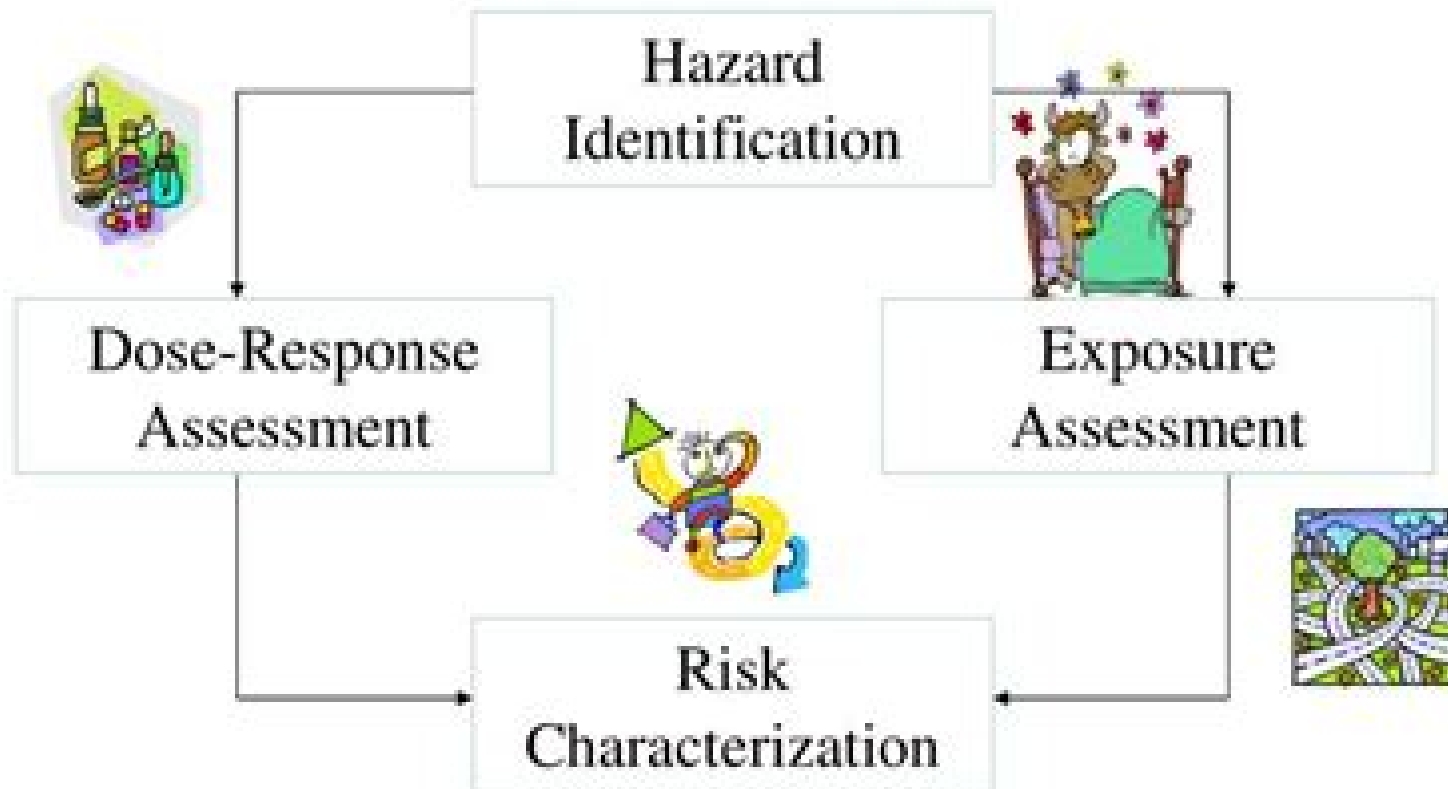 Hazard
Identification
Dose-Response
Assessment
Exposure
Assessment
Risk
Characterization